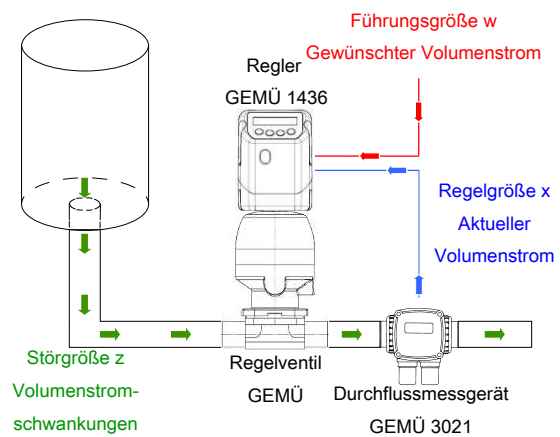 Führungsgröße w
Gewünschter Volumenstrom
Regler
GEMÜ 1436
Regelgröße x
Aktueller
Volumenstrom
Störgröße z
Volumenstrom-
schwankungen
Regelventil
GEMÜ
Durchflussmessgerät
GEMÜ 3021